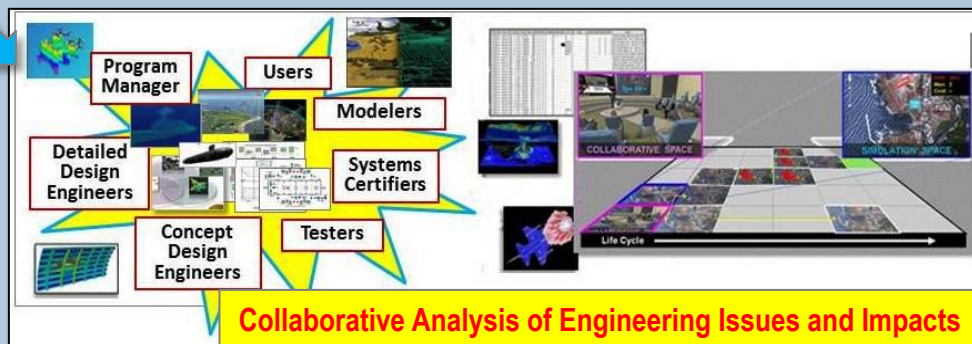 Program
Manager
Users
Modelers
Detailed
Design
Engineers
Systems
Certifiers
Concept
Design
Engineers
Testers
COLLABORATIVE SPACE
SIMULATION SPACE
Life Cycle
Collaborative Analysis of Engineering Issues and Impacts